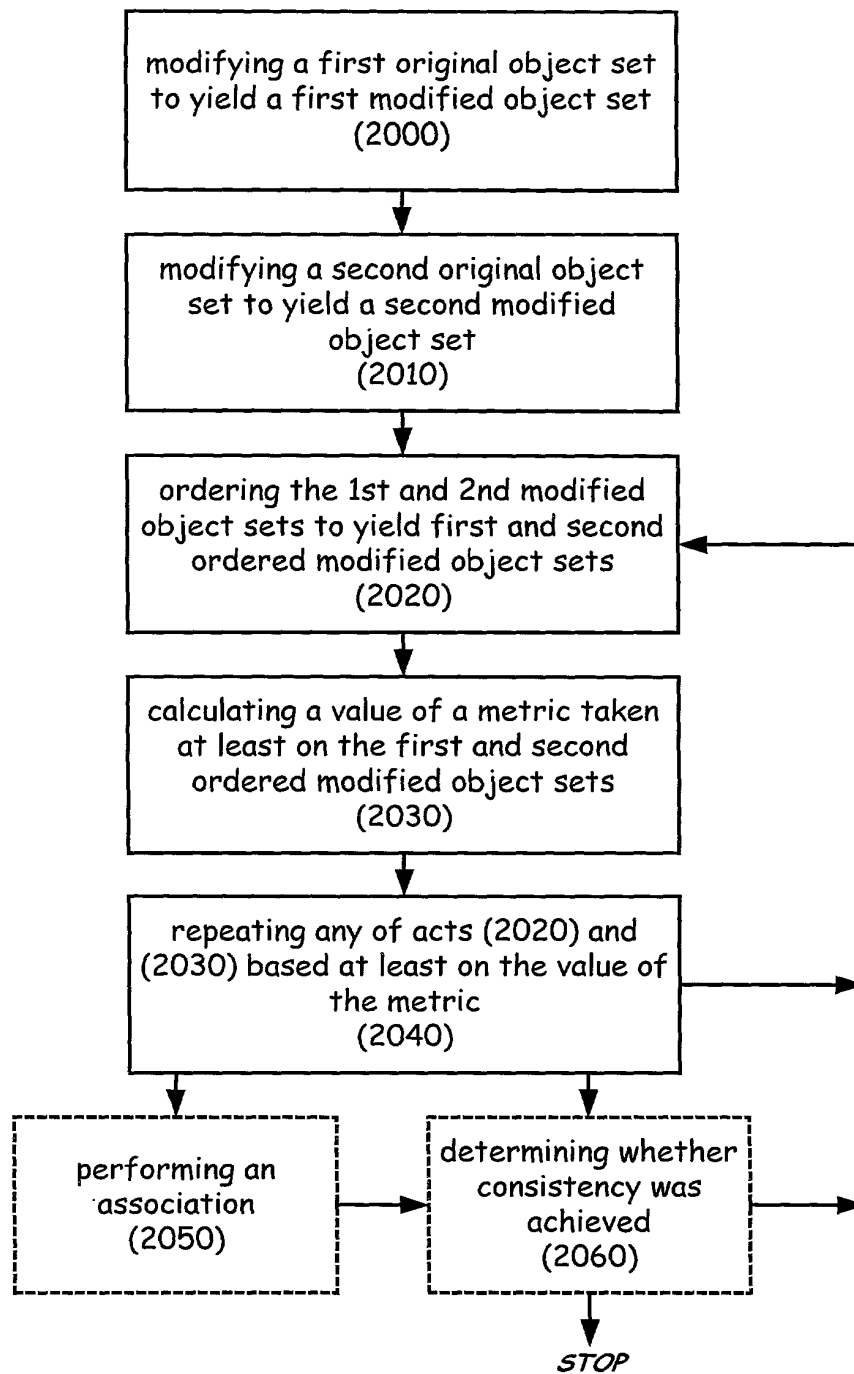 modifying a first original object set
to yield a first modified object set
(2000)
modifying a second original object
set to yield a second modified
object set
(2010)
ordering the 1st and 2nd modified
object sets to yield first and second
ordered modified object sets
(2020)
calculating a value of a metric taken
at least on the first and second
ordered modified object sets
(2030)
repeating any of acts (2020) and
(2030) based at least on the value of
the metric
(2040)
performing an
association
(2050)
determining whether
consistency was
achieved
(2060)
STOP